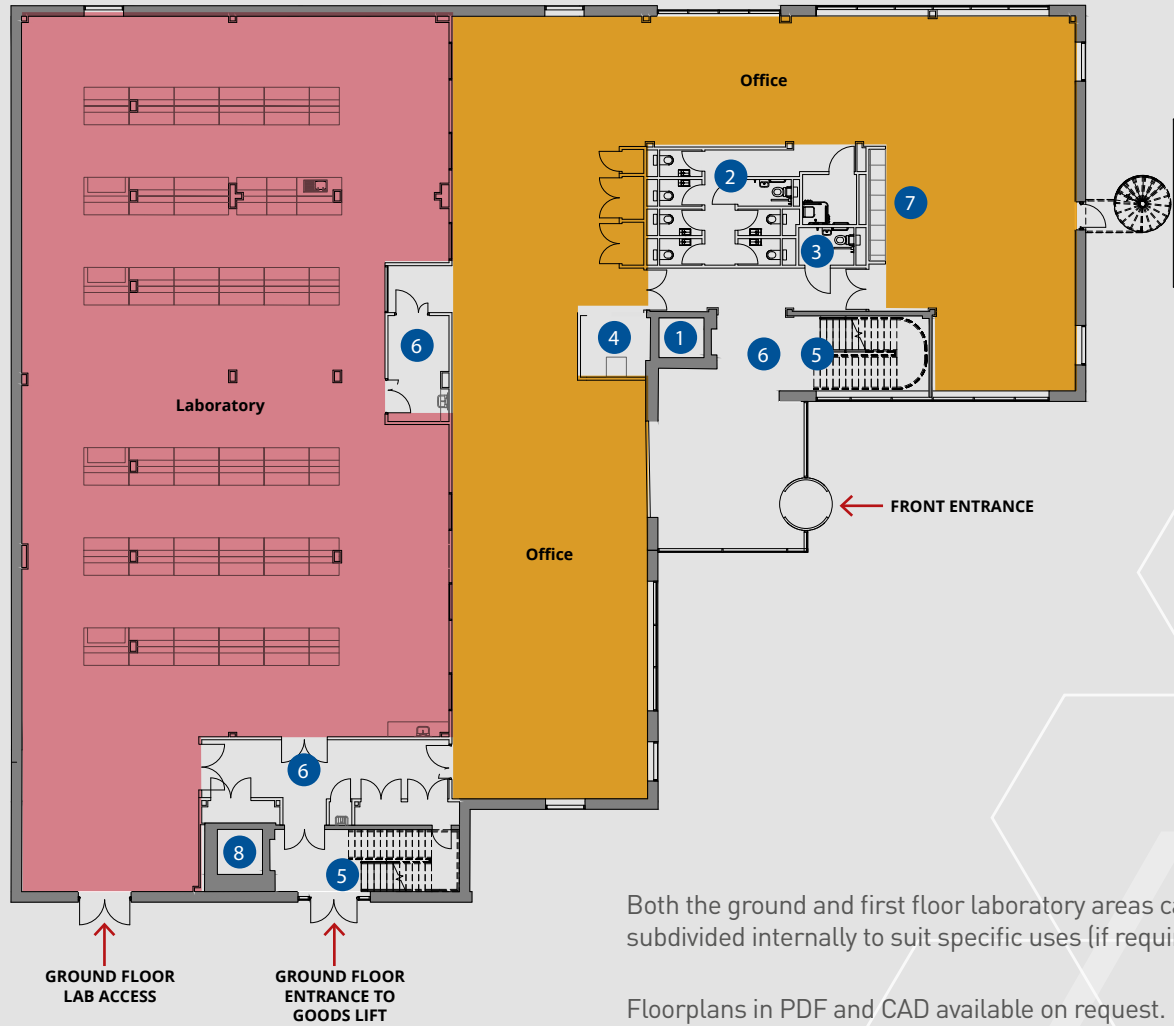 Office
2
7
3
4
1
6
5
6
Laboratory
FRONT ENTRANCE
Office
6
8
5
GROUND FLOOR
LAB ACCESS
GROUND FLOOR
ENTRANCE TO
GOODS LIFT
Both the ground and first floor laboratory areas
subdivided internally to suit specific uses (if
Floorplans in PDF and CAD available on request.